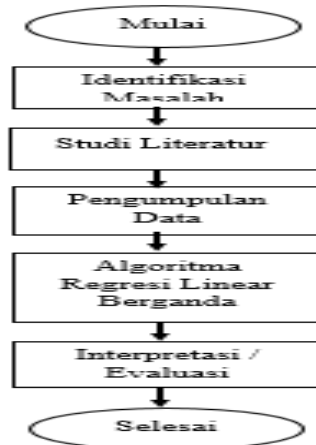 Mulai
Identifikasi
Masalah
Studi Literatur
Pengumpulan
Data
Algoritma
Regresi Linear
Berganda
Interpretasi /
Evaluasi
Selesai